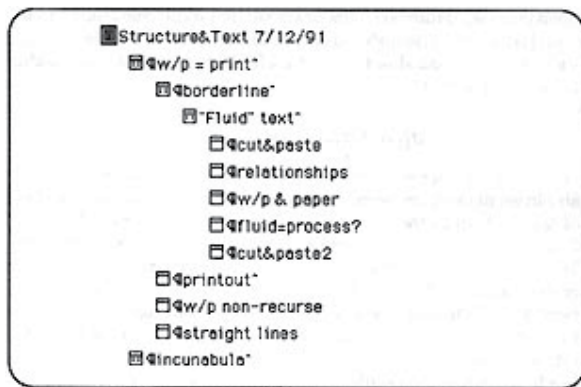 Structure&Text 7/12/91
¶w/p = print^
¶borderline^
"Fluid" text^
¶cut&paste
¶relationships
¶w/p & paper
¶fluid=process?
¶cut&paste2
¶printout^
¶w/p non-recurse
¶straight lines
¶incunabula^